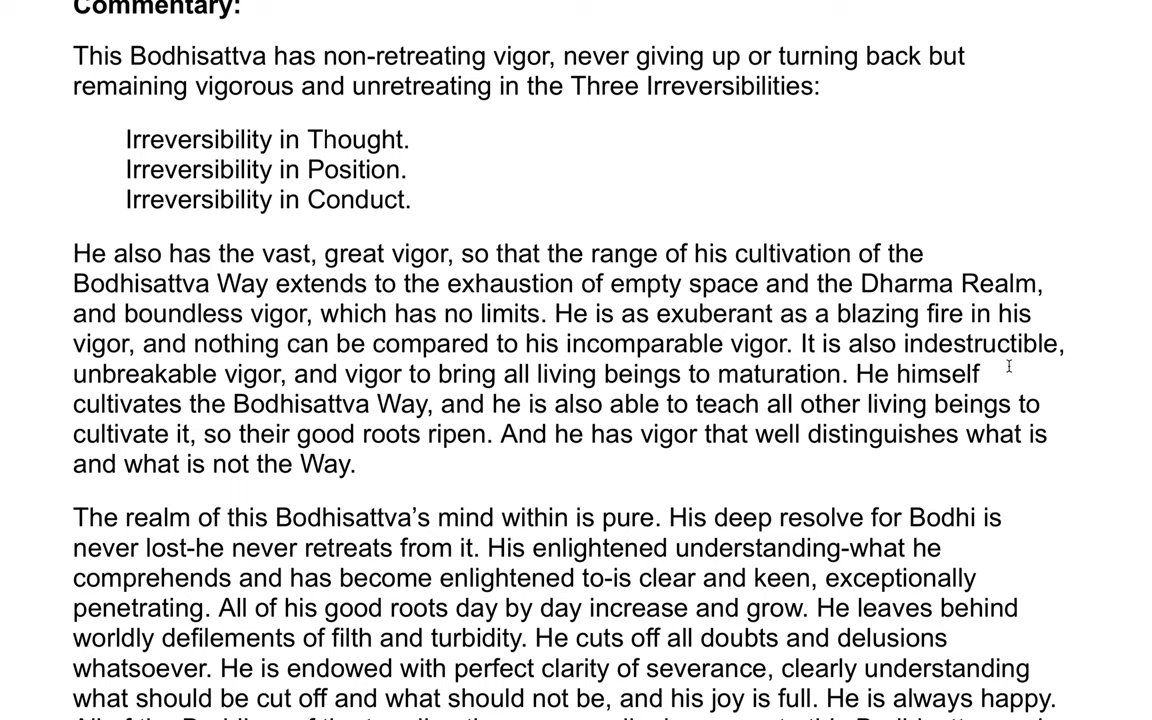 Commentary:
This Bodhisattva has non-retreating vigor, never giving up or turning back but
remaining vigorous and unretreating in the Three Irreversibilities:
Irreversibility in Thought.
Irreversibility in Position.
Irreversibility in Conduct.
He also has the vast, great vigor, so that the range of his cultivation of the
Bodhisattva Way extends to the exhaustion of empty space and the Dharma Realm,
and boundless vigor, which has no limits. He is as exuberant as a blazing fire in his
vigor, and nothing can be compared to his incomparable vigor. It is also indestructible,
unbreakable vigor, and vigor to bring all living beings to maturation. He himself
cultivates the Bodhisattva Way, and he is also able to teach all other living beings to
cultivate it, so their good roots ripen. And he has vigor that well distinguishes what is
and what is not the Way.
The realm of this Bodhisattva's mind within is pure. His deep resolve for Bodhi is
never lost-he never retreats from it. His enlightened understanding-what he
comprehends and has become enlightened to-is clear and keen, exceptionally
penetrating. All of his good roots day by day increase and grow. He leaves behind
worldly defilements of filth and turbidity. He cuts off all doubts and delusions
whatsoever. He is endowed with perfect clarity of severance, clearly understanding
what should be cut off and what should not be, and his joy is full. He is always happy.